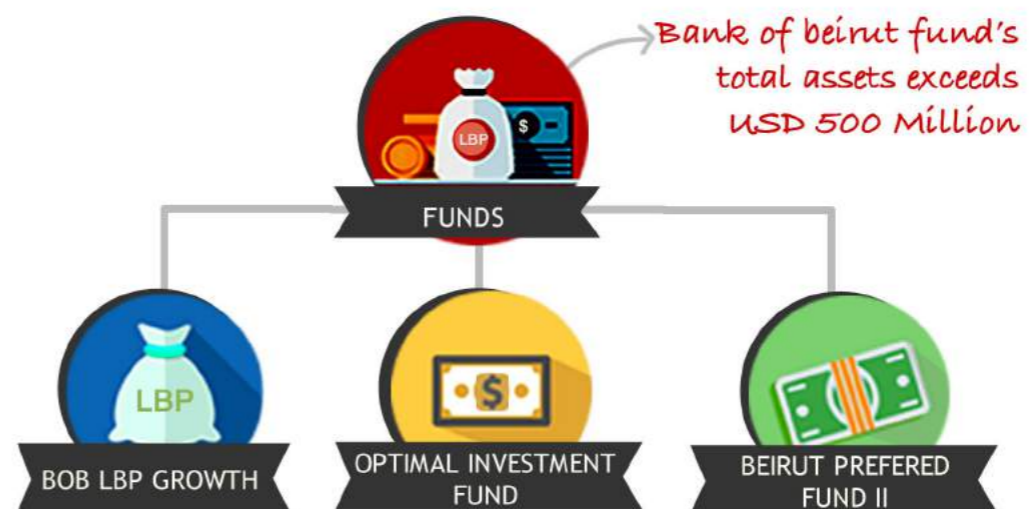 Bank of beirut fund's
total assets exceeds
USD 500 Million
LBP
$
FUNDS
LBP
$
BOB LBP GROWTH
OPTIMAL INVESTMENT
FUND
BEIRUT PREFERED
FUND II